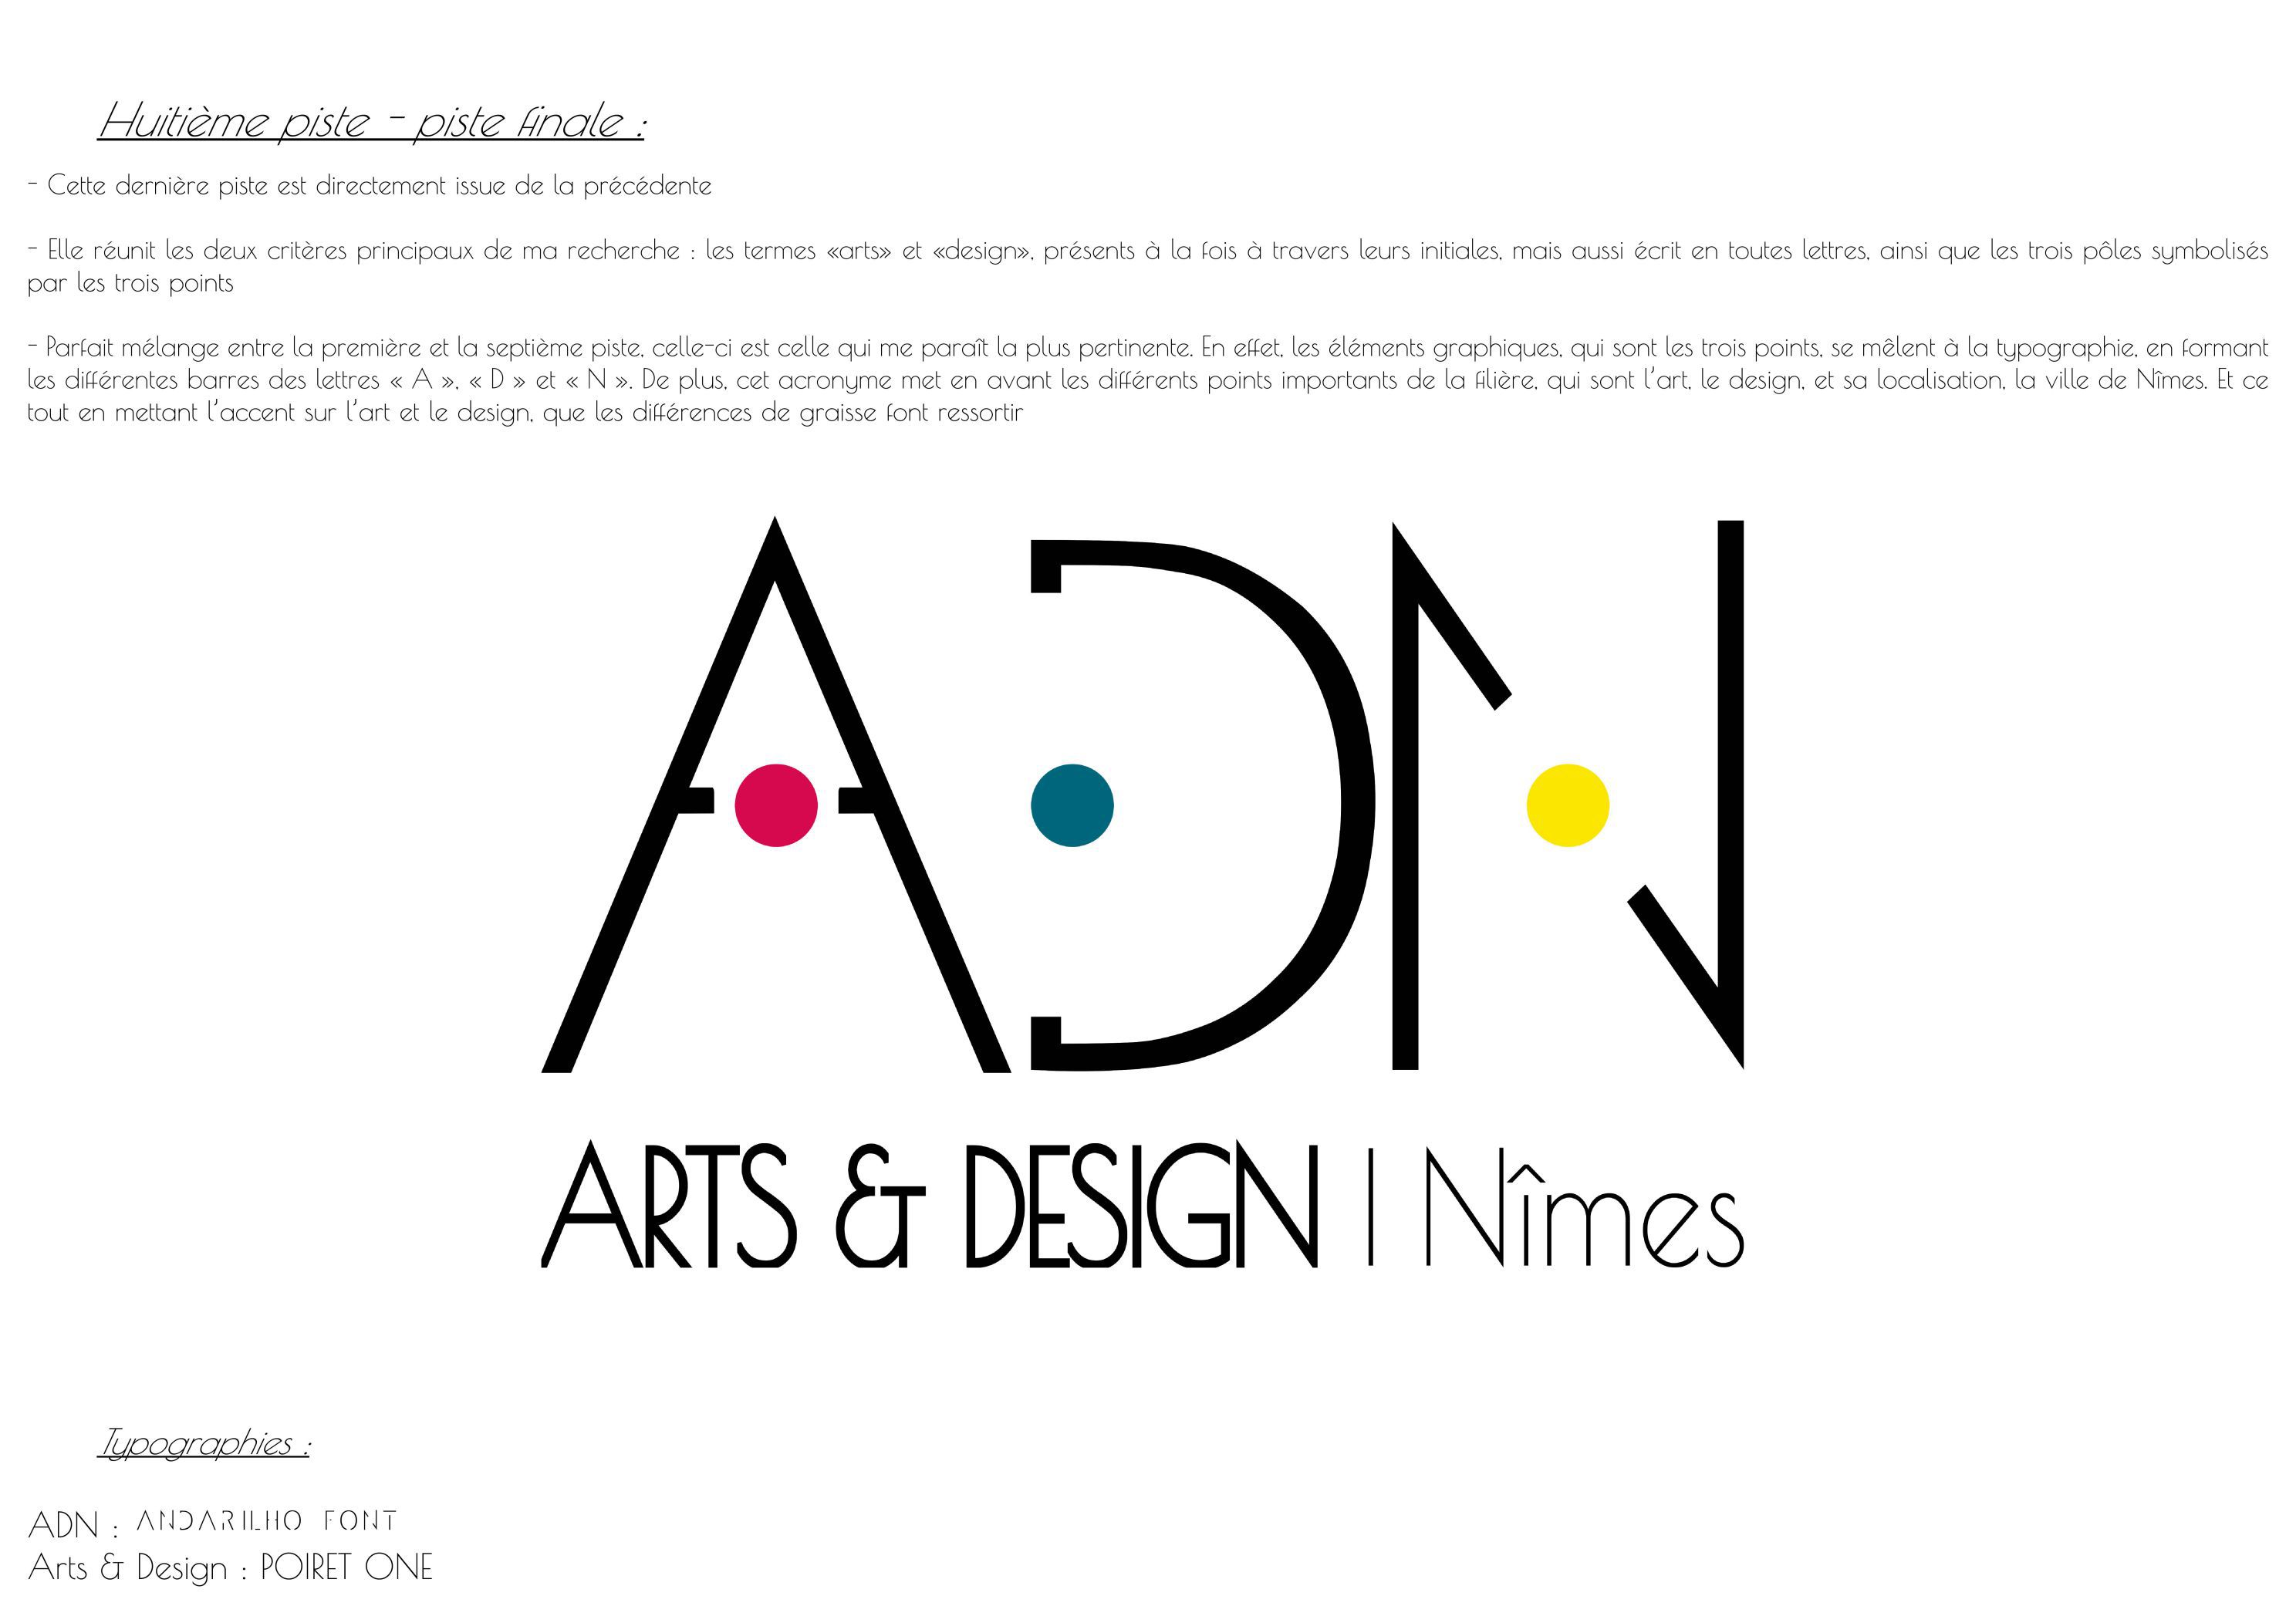 Huitième piste - piste finale :
- Cette dernière piste est directement issue de la précédente
- Elle réunit les deux critères principaux de ma recherche : les termes «arts» et «design», présents à la fois à travers leurs initiales, mais aussi écrit en toutes lettres, ainsi que les trois pôles symbolisés
par les trois points
- Parfait mélange entre la première et la septième piste, celle-ci est celle qui me paraît la plus pertinente. En effet, les éléments graphiques, qui sont les trois points, se mêlent à la typographie, en formant
les différentes barres des lettres « A », « D » et « N ». De plus, cet acronyme met en avant les différents points importants de la filière, qui sont l'art, le design, et sa localisation, la ville de Nîmes. Et ce
tout en mettant l'accent sur l'art et le design, que les différences de graisse font ressortir
ADN
ARTS & DESIGN | Nîmes
Typographies :
ADN : ANDARILHO FONT
Arts & Design : POIRET ONE